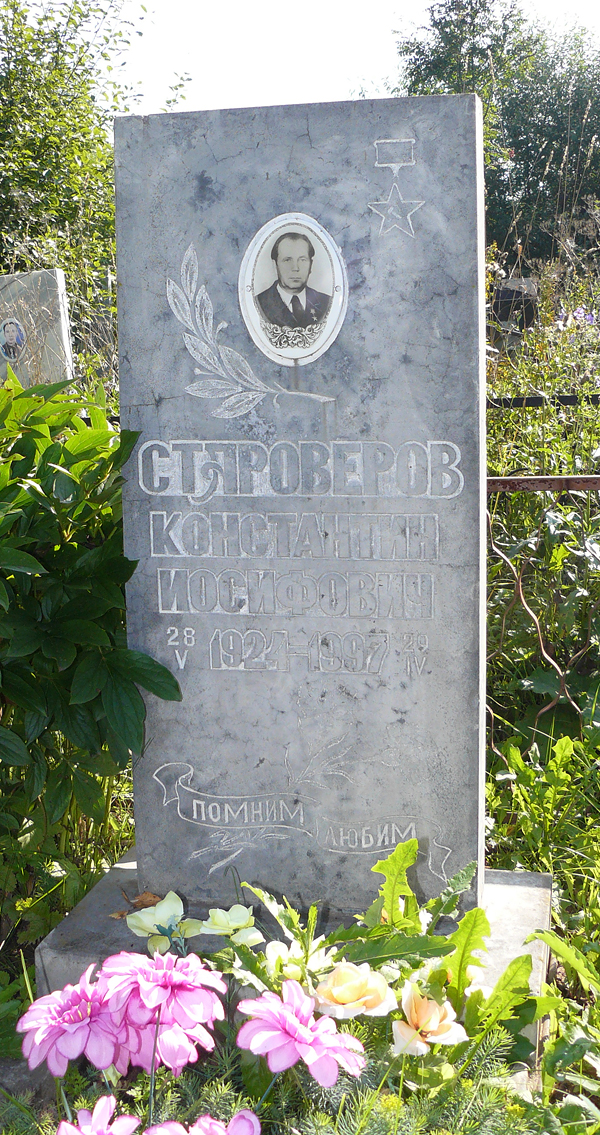 СТАРОВЕРОВ
КОНСТАНТИН
ИОСИФОВИЧ
28 V 1924-1997 29 IV
ПОМНИМ ЛЮБИМ